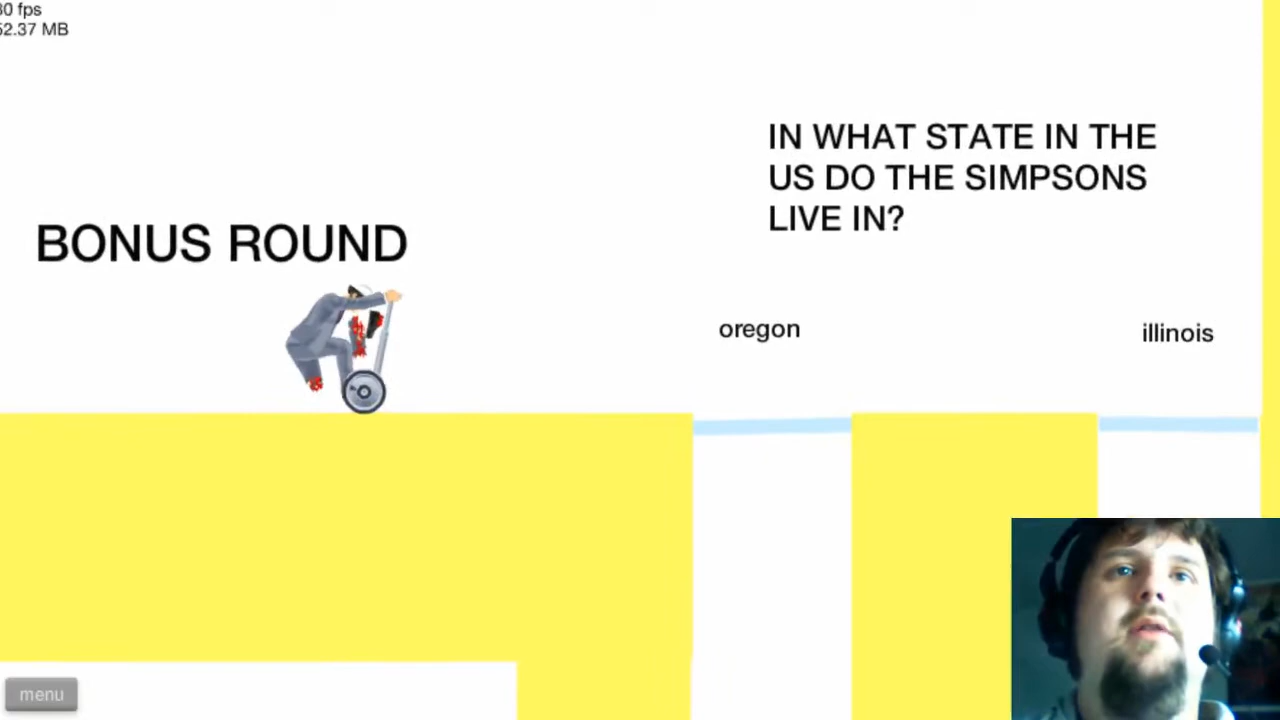 30 fps
52.37 MB
IN WHAT STATE IN THE
US DO THE SIMPSONS
LIVE IN?
BONUS ROUND
oregon
illinois
menu